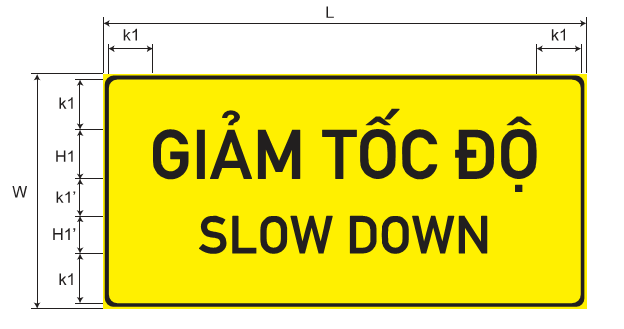 L
k1 k1
k1
H1
W
k1'
H1'
k1
GIẢM TỐC ĐỘ
SLOW DOWN